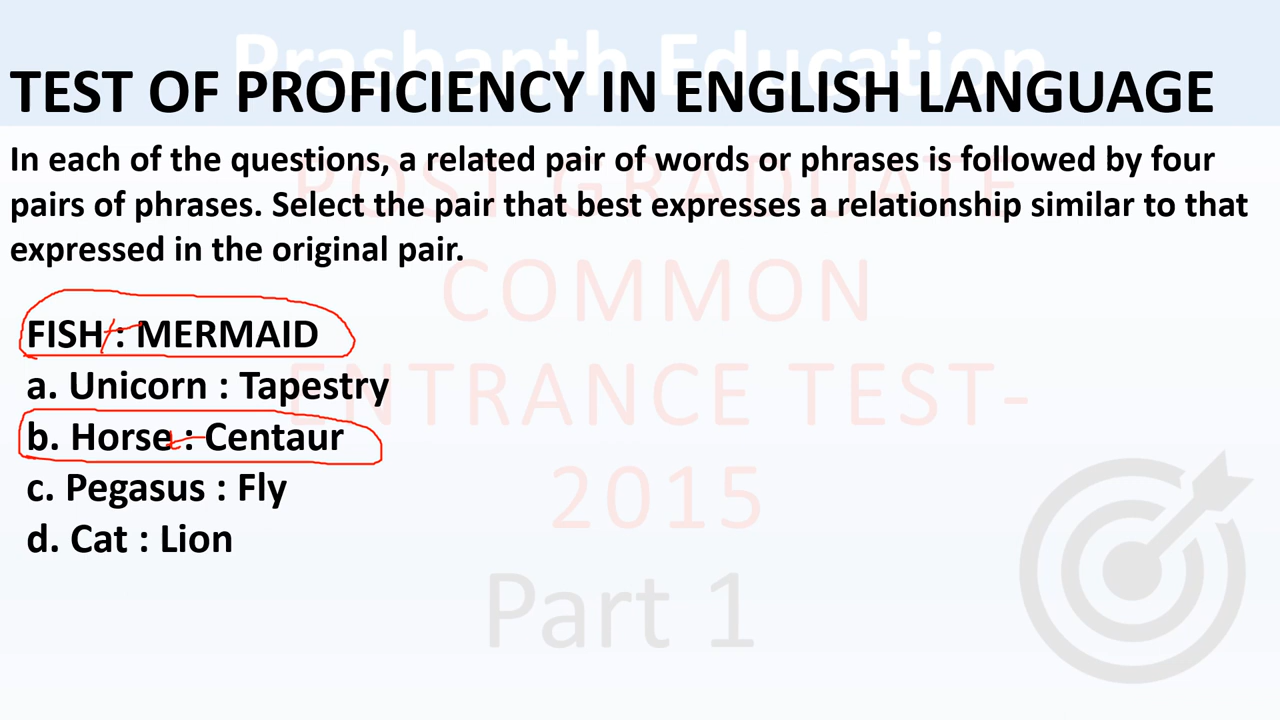 Prashanth Education
TEST OF PROFICIENCY IN ENGLISH LANGUAGE
In each of the questions, a related pair of words or phrases is followed by four
pairs of phrases. Select the pair that best expresses a relationship similar to that
expressed in the original pair.
POST GRADUATE
COMMON
ENTRANCE TEST-
2015
Part 1
FISH : MERMAID
a. Unicorn : Tapestry
b. Horse : Centaur
c. Pegasus : Fly
d. Cat : Lion